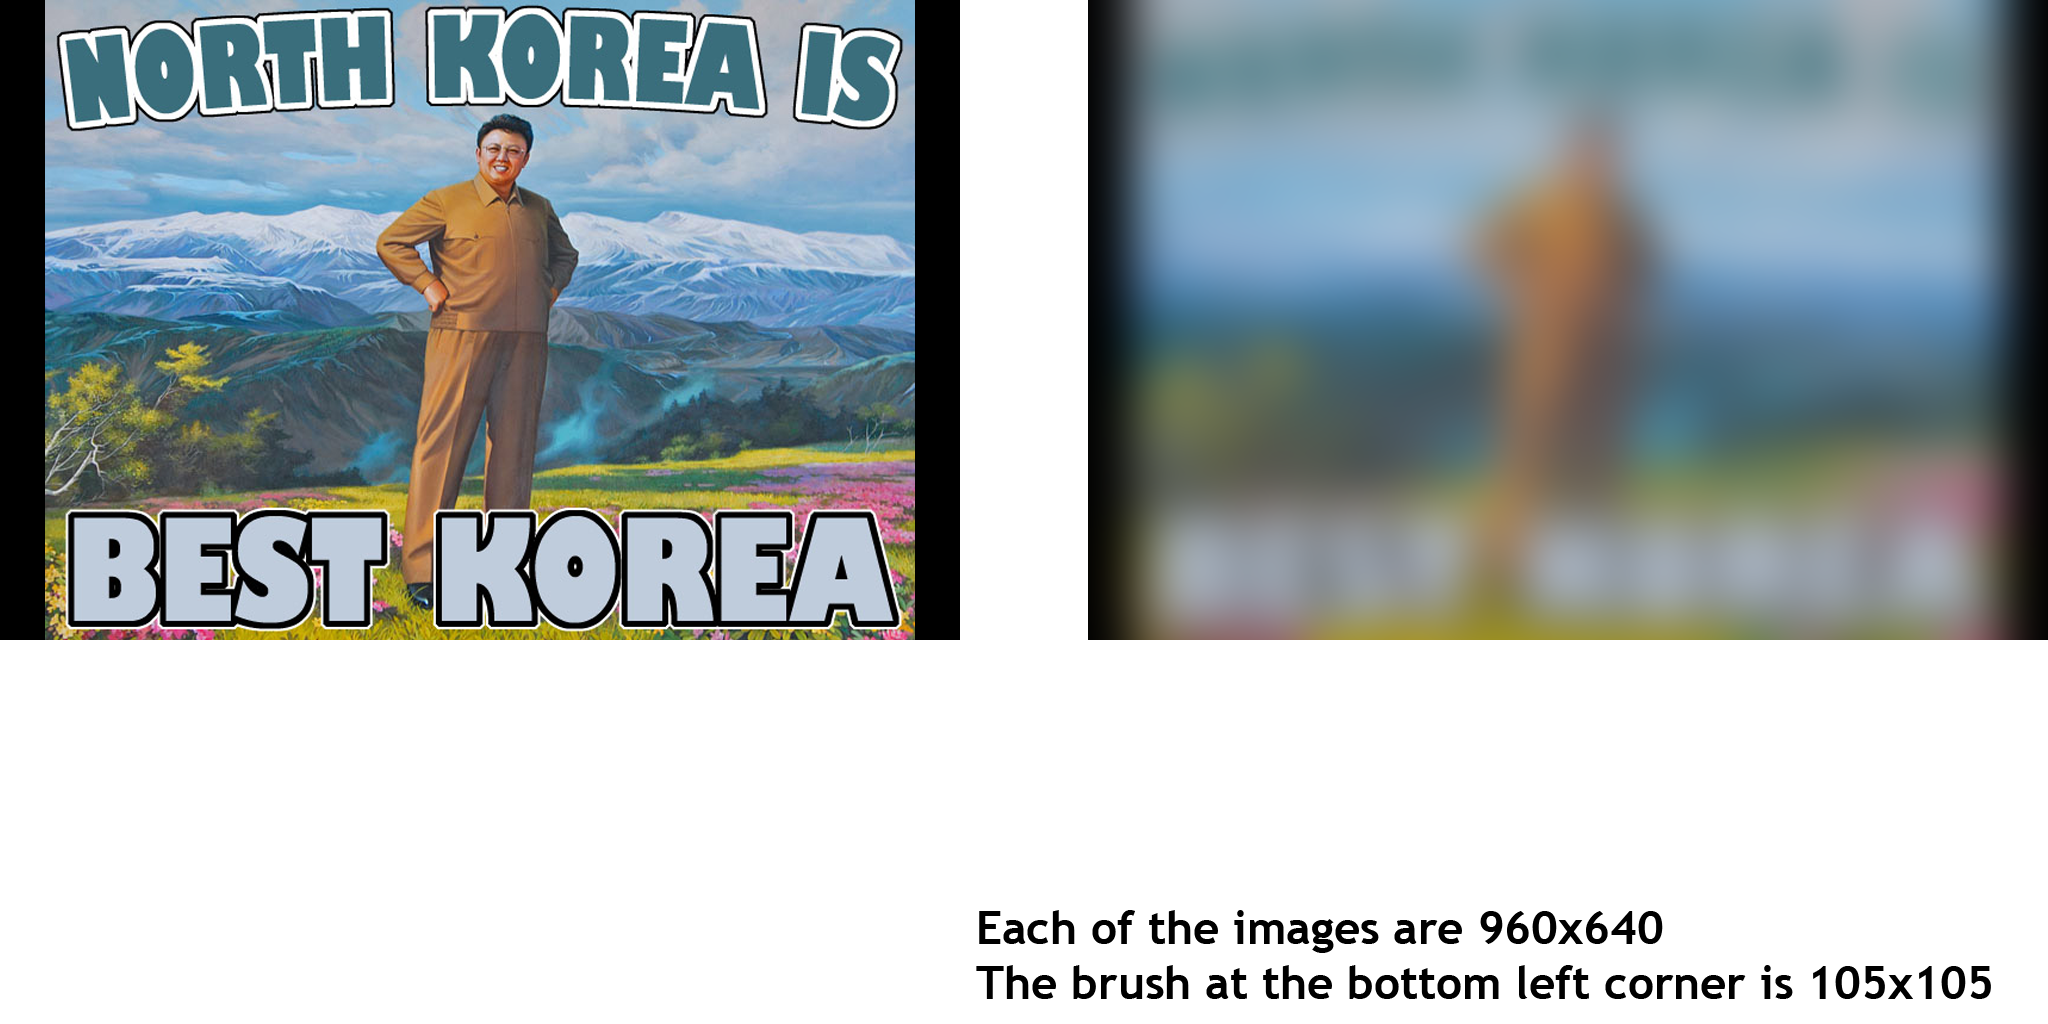 NORTH KOREA IS
BEST KOREA
Each of the images are 960x640
The brush at the bottom left corner is 105x105